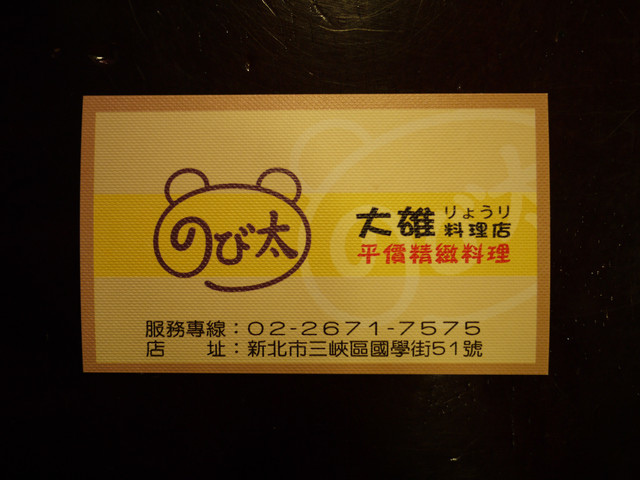 のび太
大雄 りょうり
料理店
平價精緻料理
服務專線：02-2671-7575
店　　址：新北市三峽區國學街51號